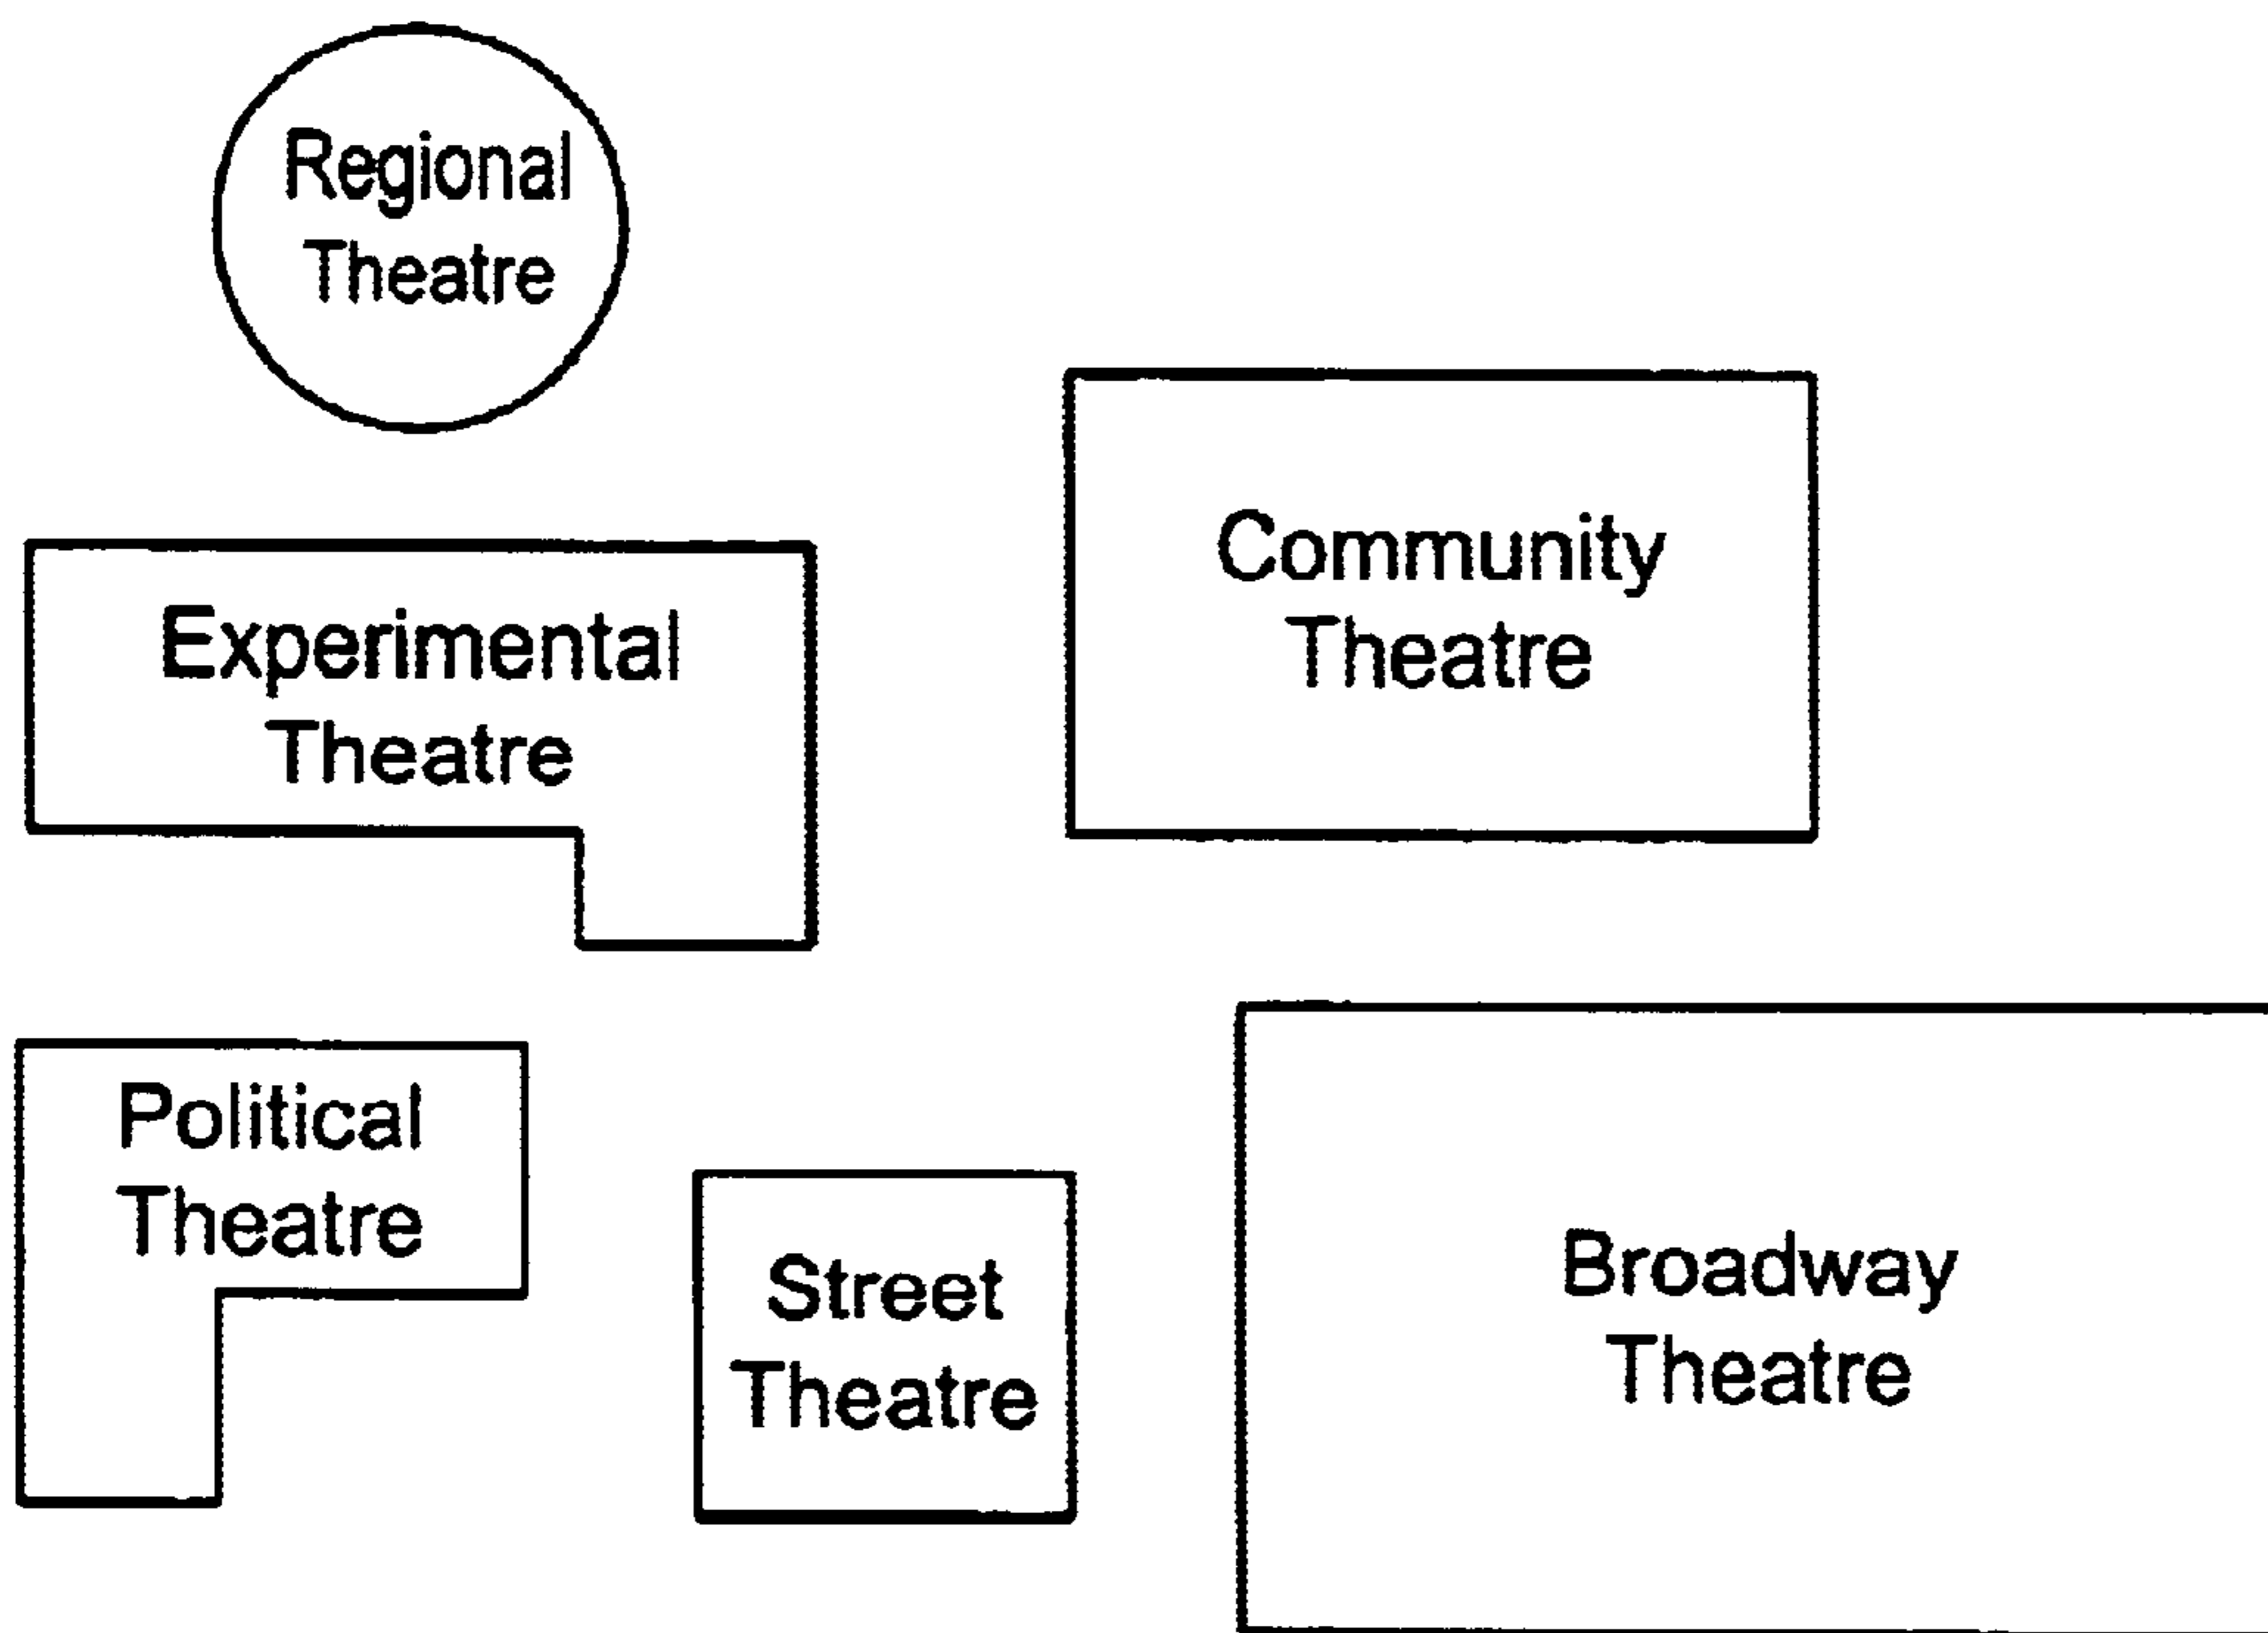 Regional
Theatre
Community
Theatre
Experimental
Theatre
Political
Theatre
Street
Theatre
Broadway
Theatre